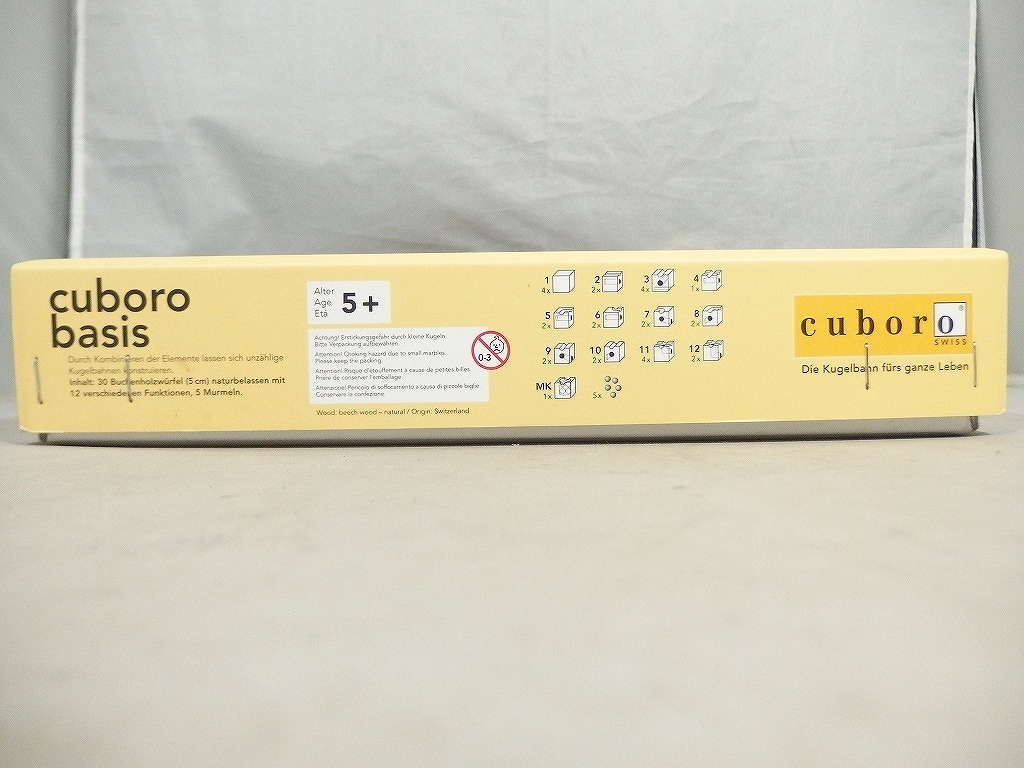 cuboro
basis
Durch Kombinieren der Elemente lassen sich unzählige
Kugelbahnen konstruieren.
Inhalt: 30 Buchenholzwürfel (5 cm) naturbelassen mit
12 verschiedenen Funktionen, 5 Murmeln.
Alter
Age
Età
5+
Achtung! Erstickungsgefahr durch kleine Kugeln.
Bitte Verpackung aufbewahren.
Attention! Choking hazard due to small marbles.
Please keep the packing.
Attention! Risque d'étouffement à cause de petites billes.
Prière de conserver l'emballage.
Attenzione! Pericolo di soffocamento a causa di piccole biglie.
Conservare la confezione.
0-3
Wood: beech wood – natural / Origin: Switzerland
1 4x
2 2x
3 4x
4 1x
5 2x
6 2x
7 2x
8 2x
9 2x
10 2x
11 4x
12 2x
MK 1x
5x
cuboro®
SWISS
Die Kugelbahn fürs ganze Leben